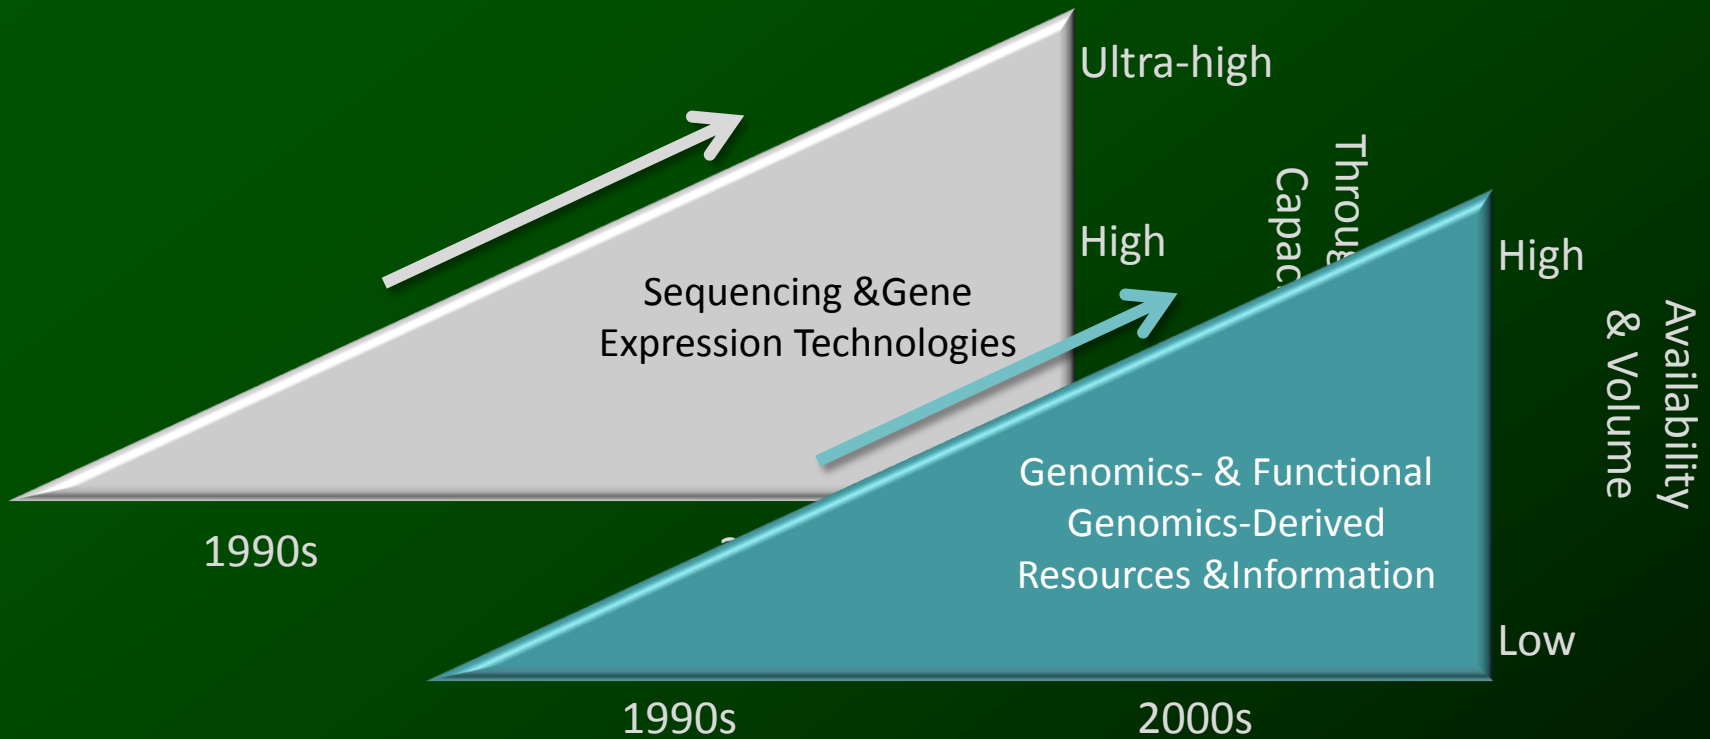 Ultra-high
High
Sequencing &Gene
Expression Technologies
1990s
High
Low
Availability
& Volume
Genomics- & Functional
Genomics-Derived
Resources &Information
1990s
2000s